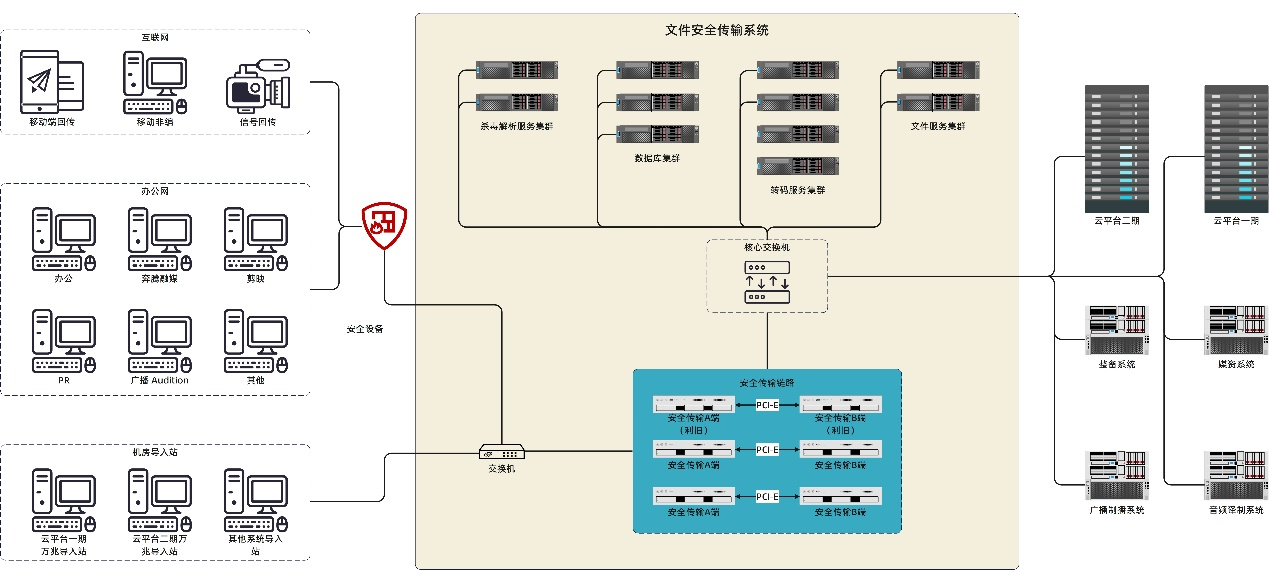 文件安全传输系统
互联网
移动端回传
移动非编
信号回传
杀毒解析服务集群
数据库集群
转码服务集群
文件服务集群
云平台二期
云平台一期
办公网
办公
奔腾融媒
剪映
PR
广播 Audition
其他
安全设备
核心交换机
安全传输链路
安全传输A端
（利旧）
PCI-E
安全传输B端
（利旧）
安全传输A端
PCI-E
安全传输B端
安全传输A端
PCI-E
安全传输B端
媒资系统
广播制播系统
音频译制系统
机房导入站
云平台一期
万兆导入站
云平台二期万
兆导入站
其他系统导入
站
交换机